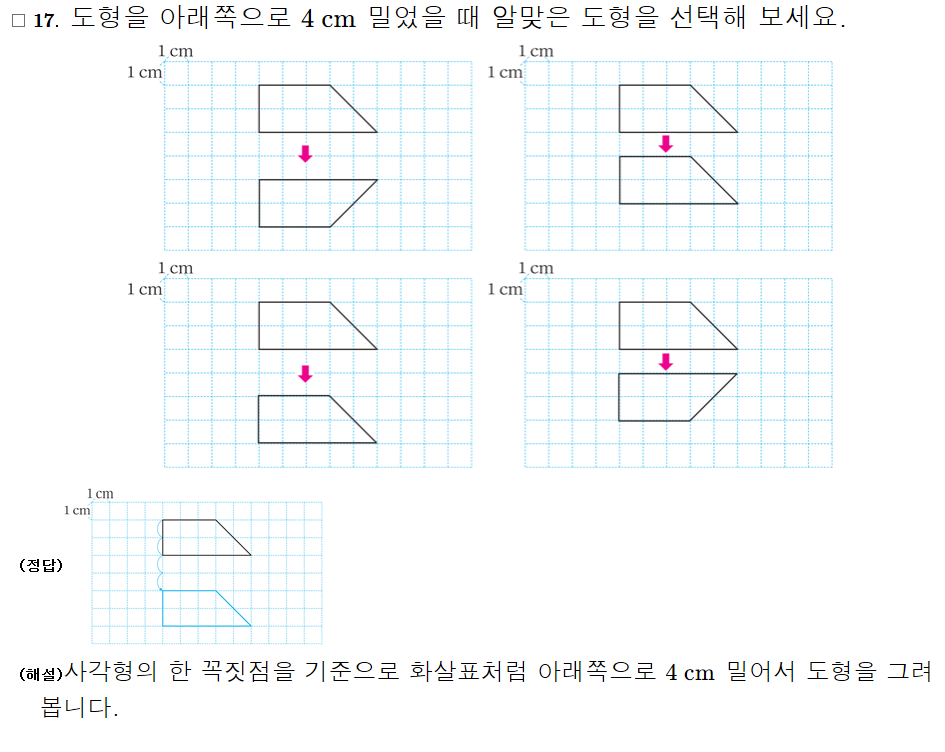 □ 17. 도형을 아래쪽으로 4 cm 밀었을 때 알맞은 도형을 선택해 보세요.
1 cm
1 cm
1 cm
1 cm
1 cm
1 cm
1 cm
1 cm
1 cm
1 cm
(정답)
(해설)사각형의 한 꼭짓점을 기준으로 화살표처럼 아래쪽으로 4 cm 밀어서 도형을 그려
봅니다.